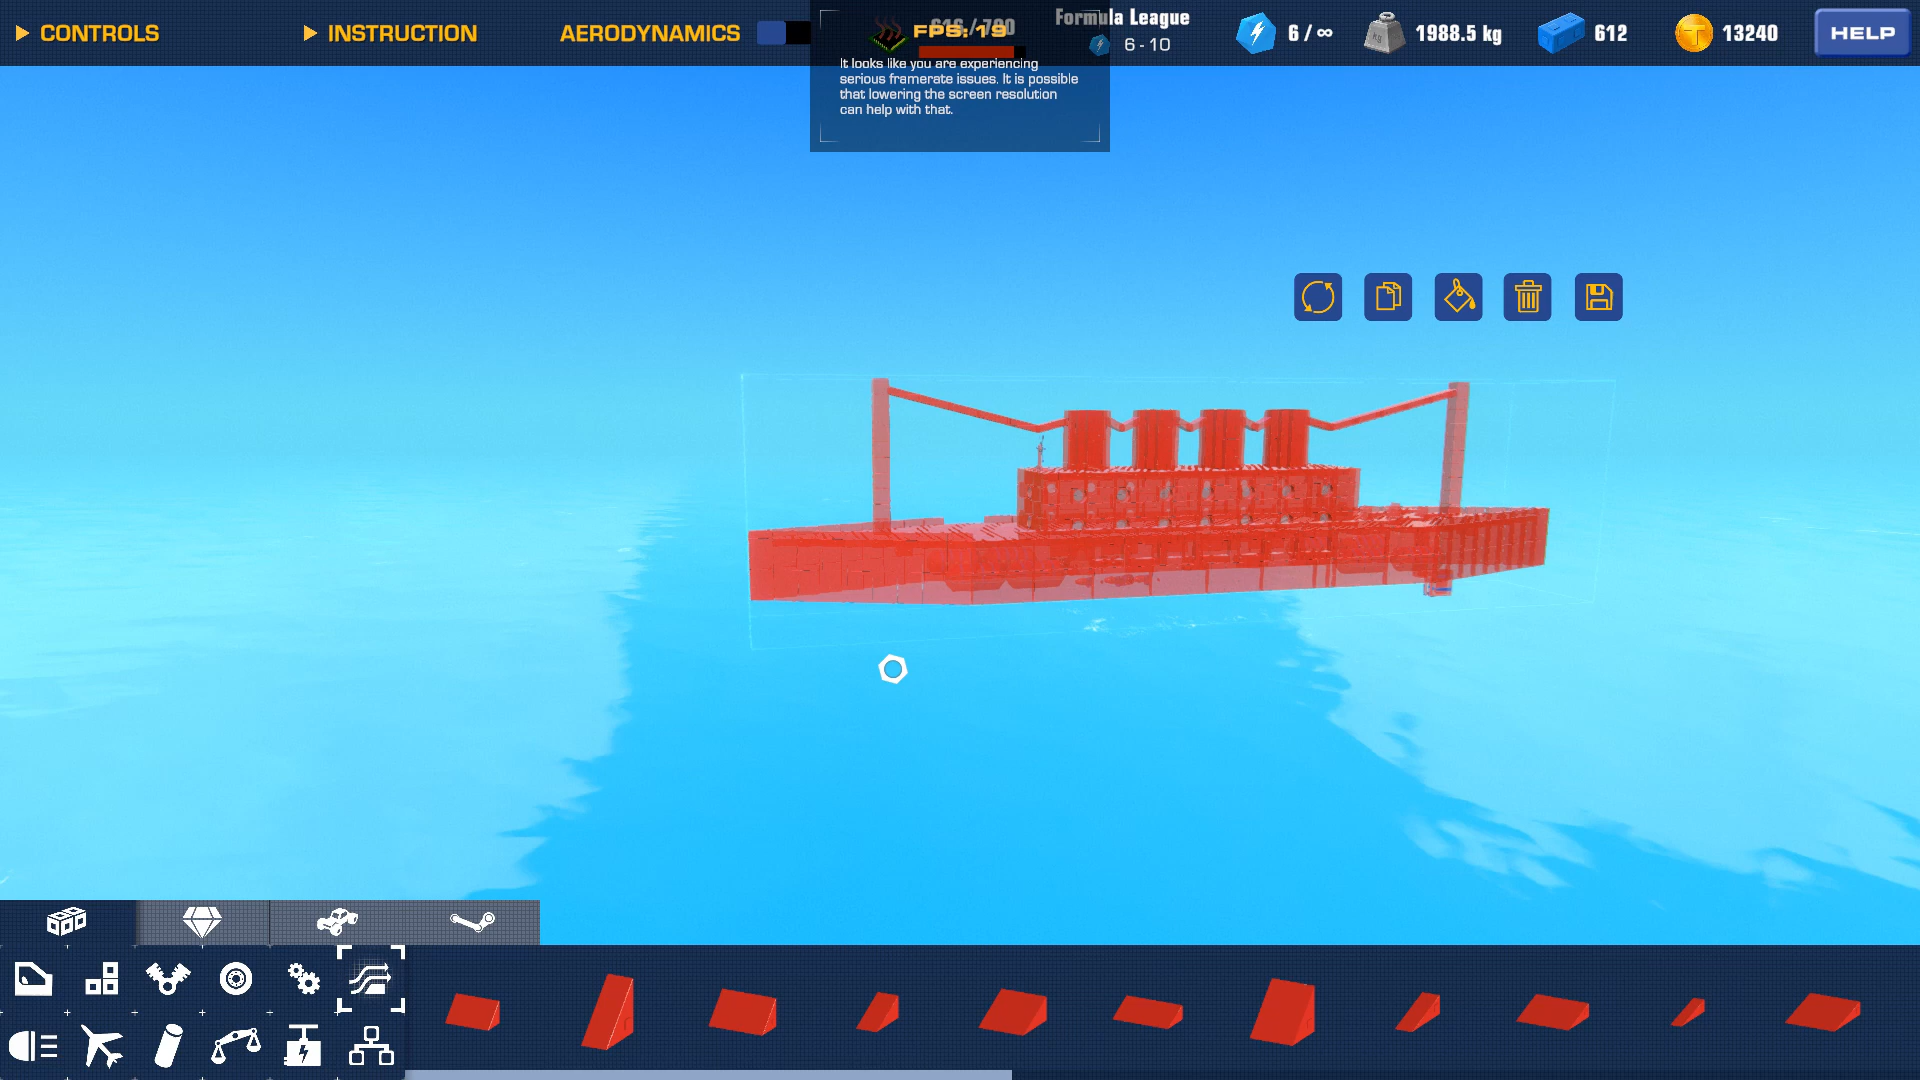 CONTROLS
INSTRUCTION
AERODYNAMICS
FPS: 19
It looks like you are experiencing
serious framerate issues. It is possible
that lowering the screen resolution
can help with that.
Formula League
6 - 10
6 / ∞
kg
1988.5 kg
612
T
13240
HELP